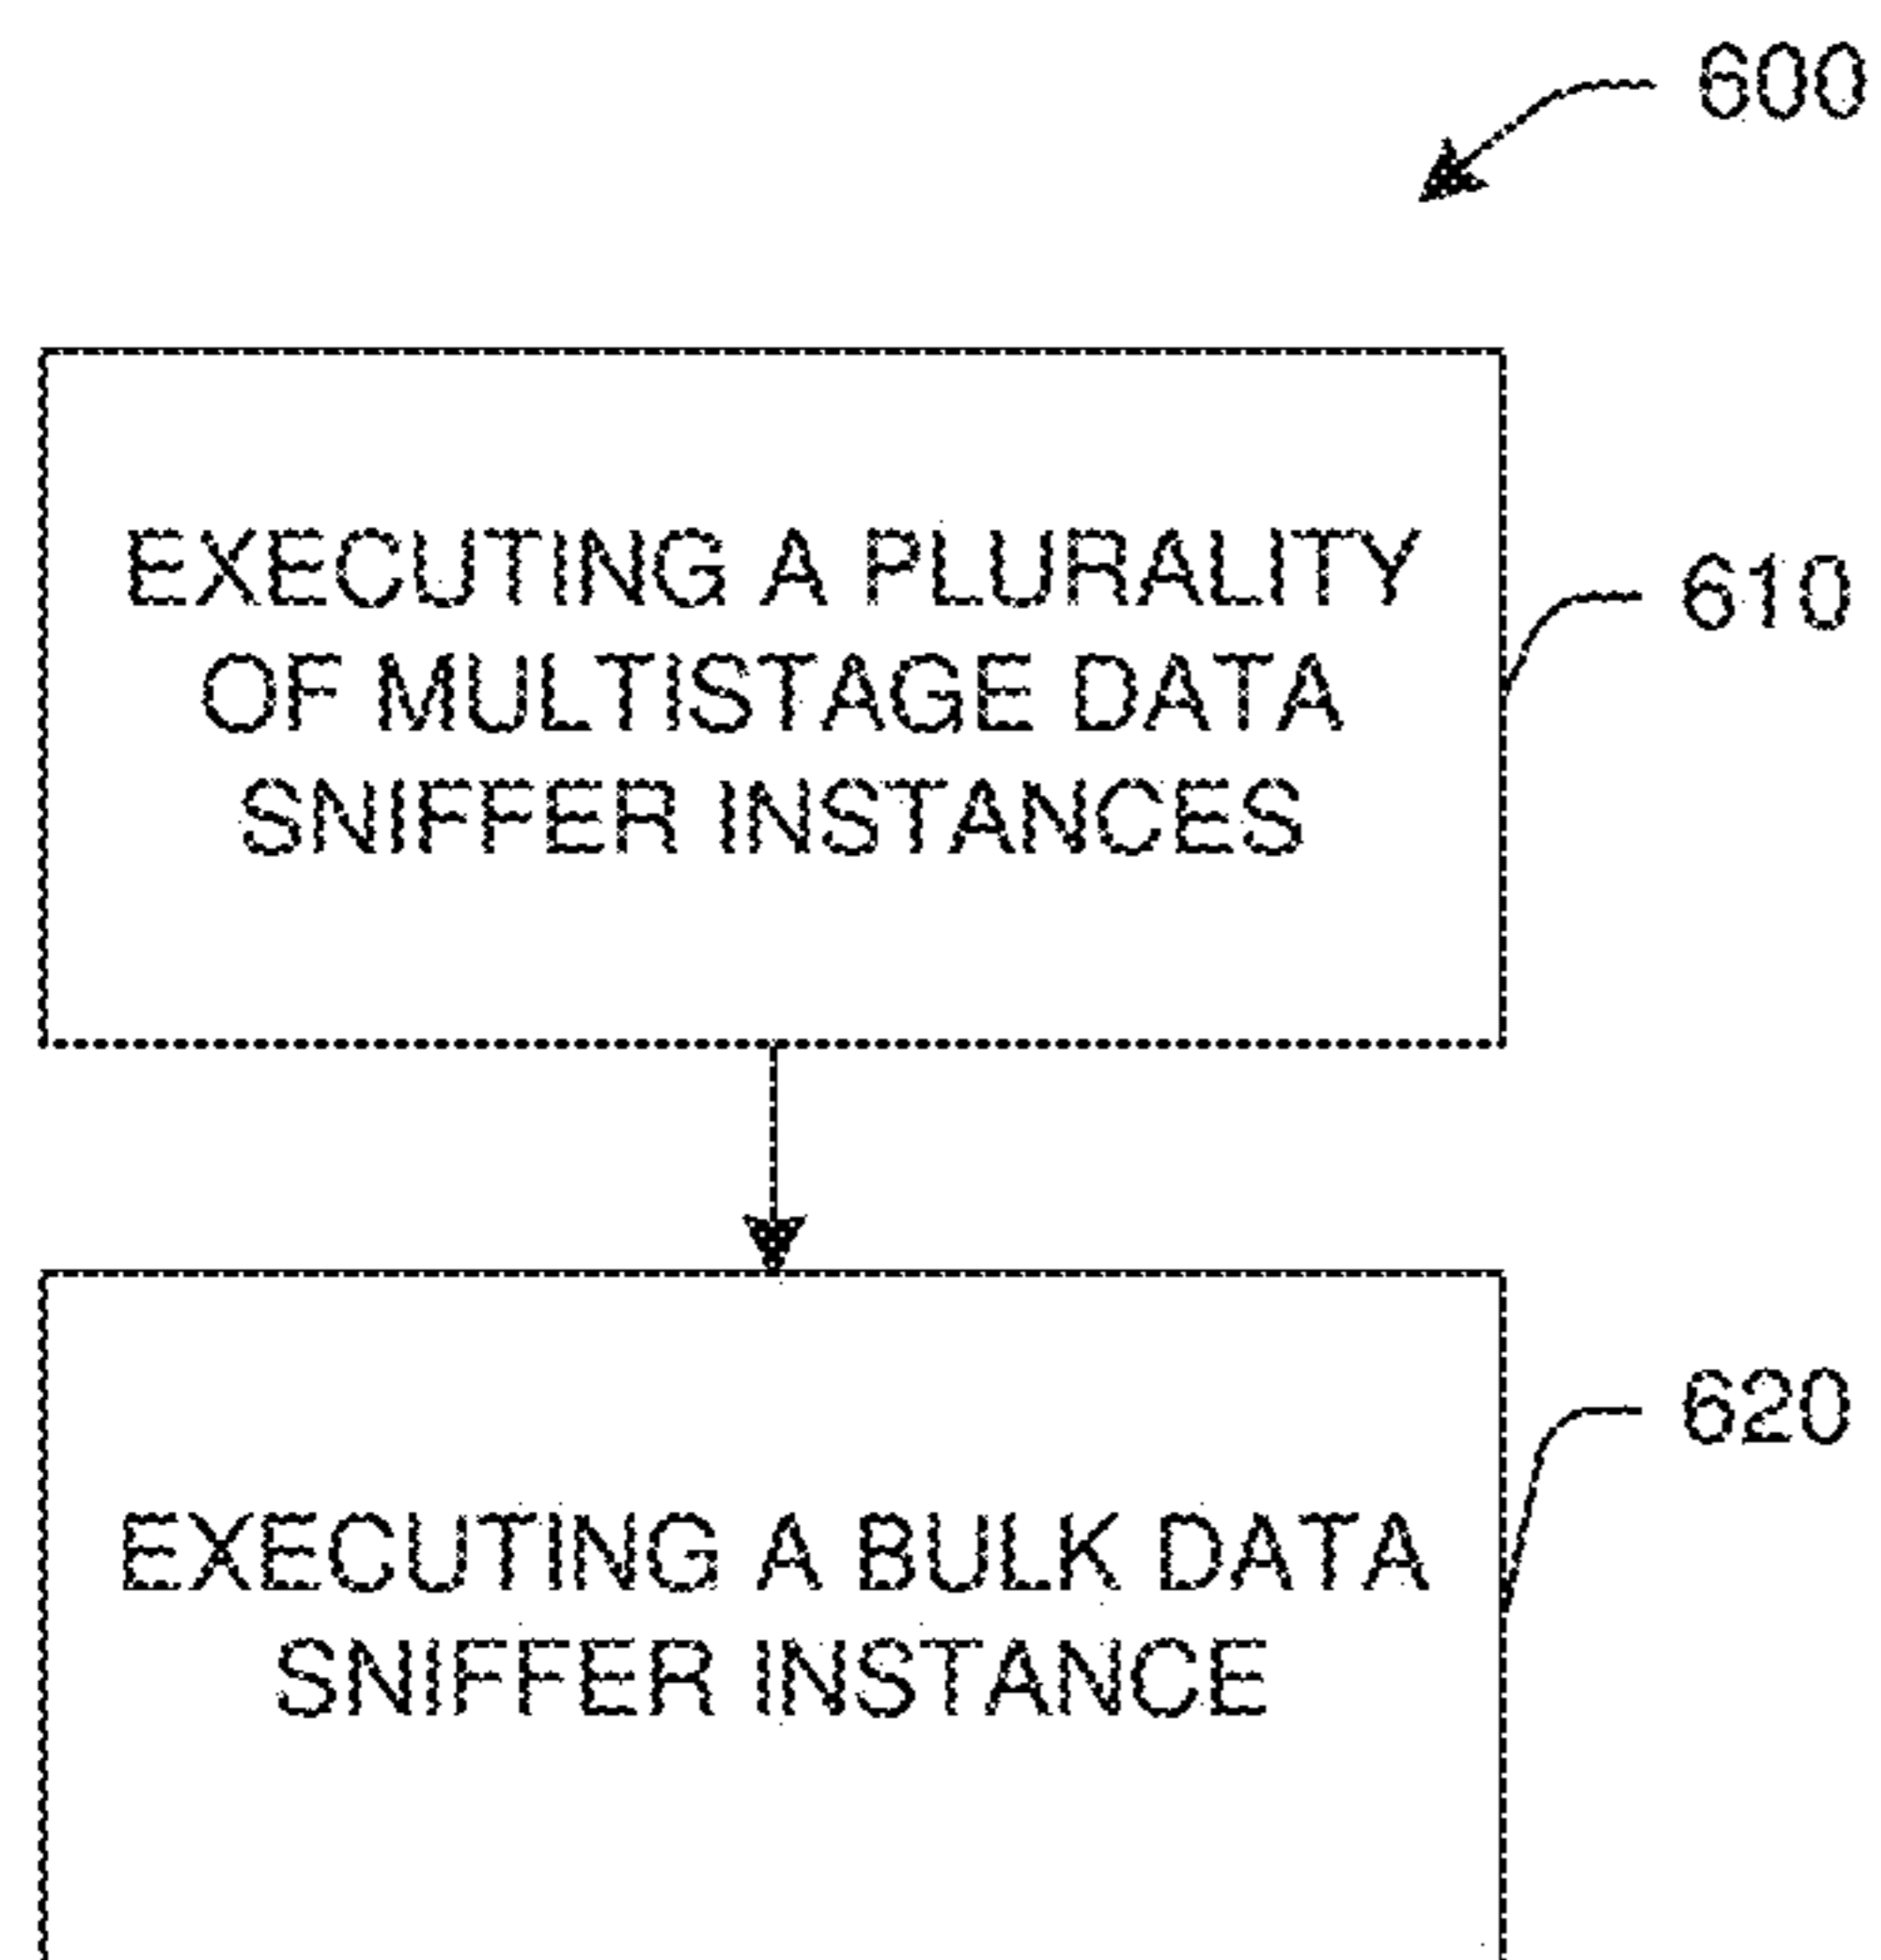 600
EXECUTING A PLURALITY
OF MULTISTAGE DATA
SNIFFER INSTANCES
610
EXECUTING A BULK DATA
SNIFFER INSTANCE
620